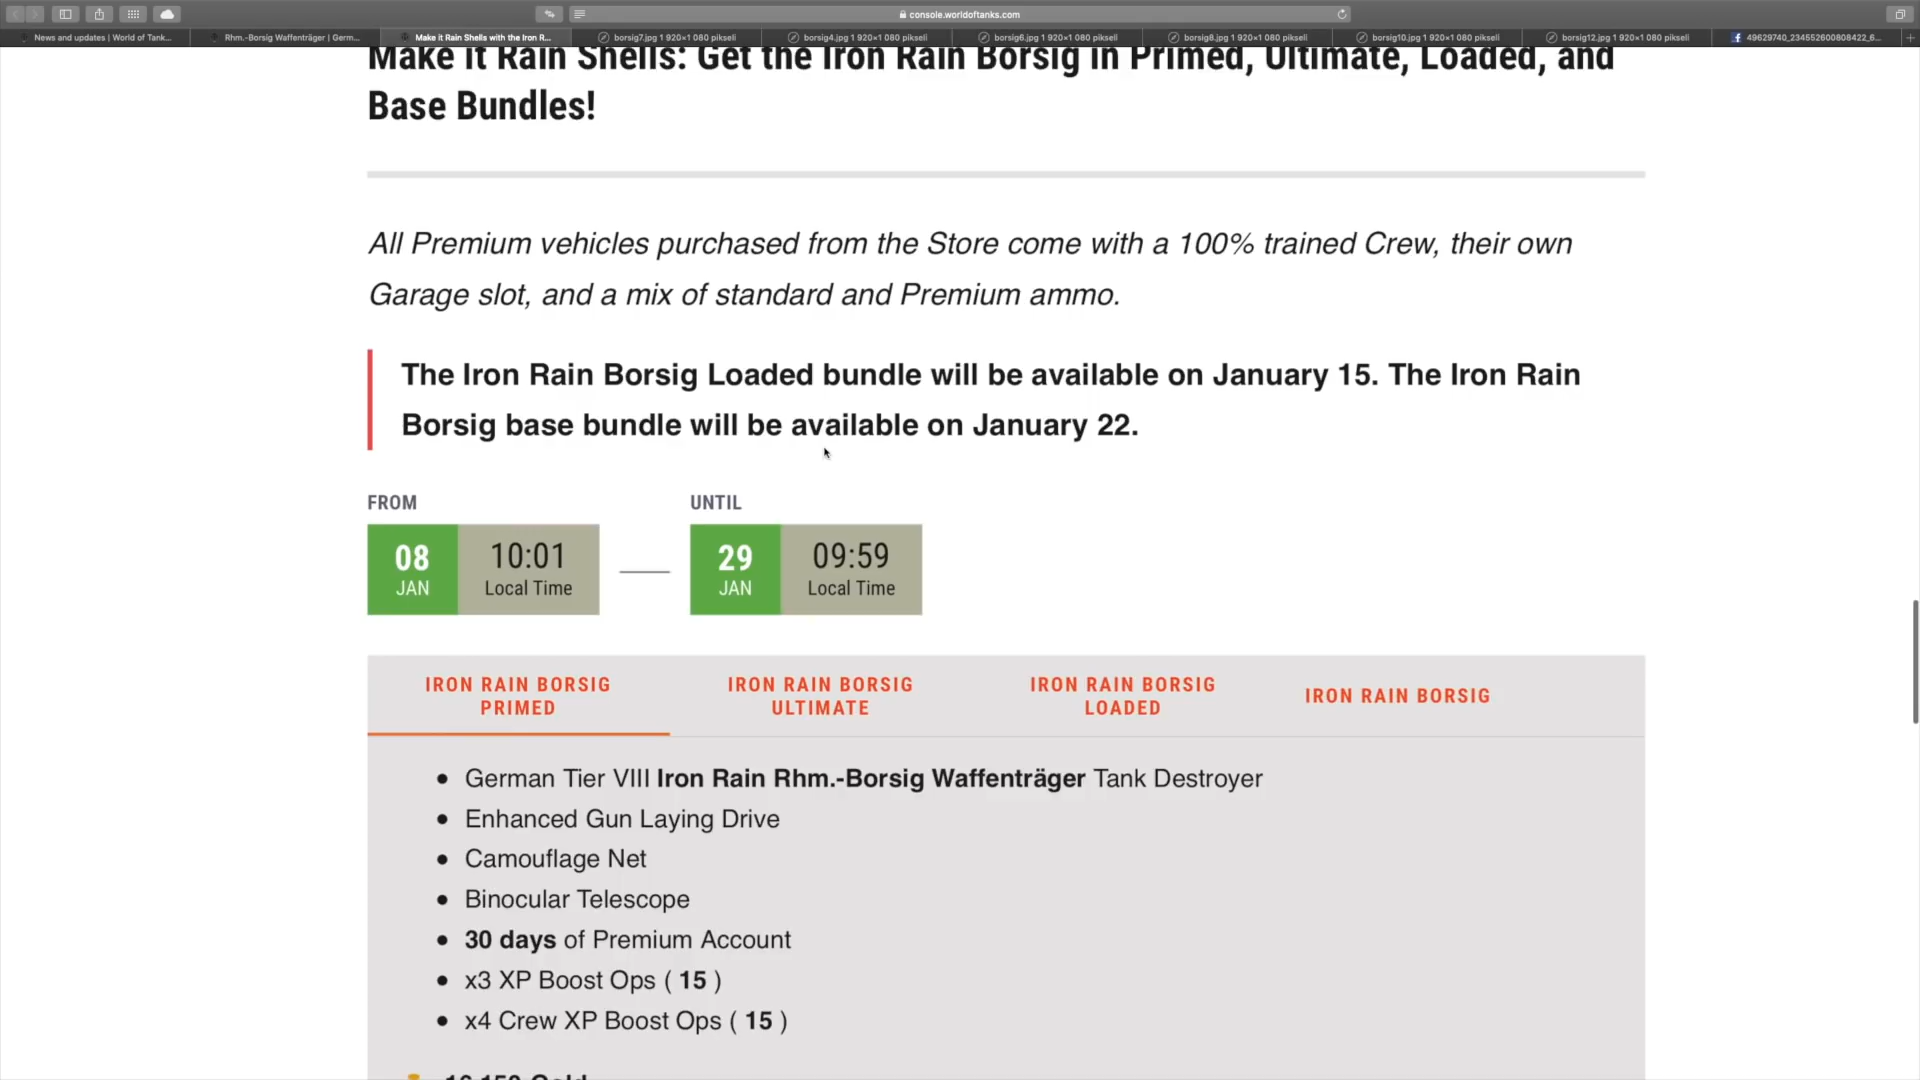 console.worldoftanks.com
News and updates | World of Tank...
Rhm.-Borsig Waffenträger | Germ...
Make it Rain Shells with the Iron R...
borsig7.jpg 1 920×1 080 pikseli
borsig4.jpg 1 920×1 080 pikseli
borsig6.jpg 1 920×1 080 pikseli
borsig8.jpg 1 920×1 080 pikseli
borsig10.jpg 1 920×1 080 pikseli
borsig12.jpg 1 920×1 080 pikseli
49629740_234552600808422_6...
Make it Rain Shells: Get the Iron Rain Borsig in Primed, Ultimate, Loaded, and
Base Bundles!
All Premium vehicles purchased from the Store come with a 100% trained Crew, their own
Garage slot, and a mix of standard and Premium ammo.
The Iron Rain Borsig Loaded bundle will be available on January 15. The Iron Rain
Borsig base bundle will be available on January 22.
FROM
UNTIL
08
JAN
10:01
Local Time
29
JAN
09:59
Local Time
IRON RAIN BORSIG
PRIMED
IRON RAIN BORSIG
ULTIMATE
IRON RAIN BORSIG
LOADED
IRON RAIN BORSIG
German Tier VIII Iron Rain Rhm.-Borsig Waffenträger Tank Destroyer
Enhanced Gun Laying Drive
Camouflage Net
Binocular Telescope
30 days of Premium Account
x3 XP Boost Ops ( 15 )
x4 Crew XP Boost Ops ( 15 )